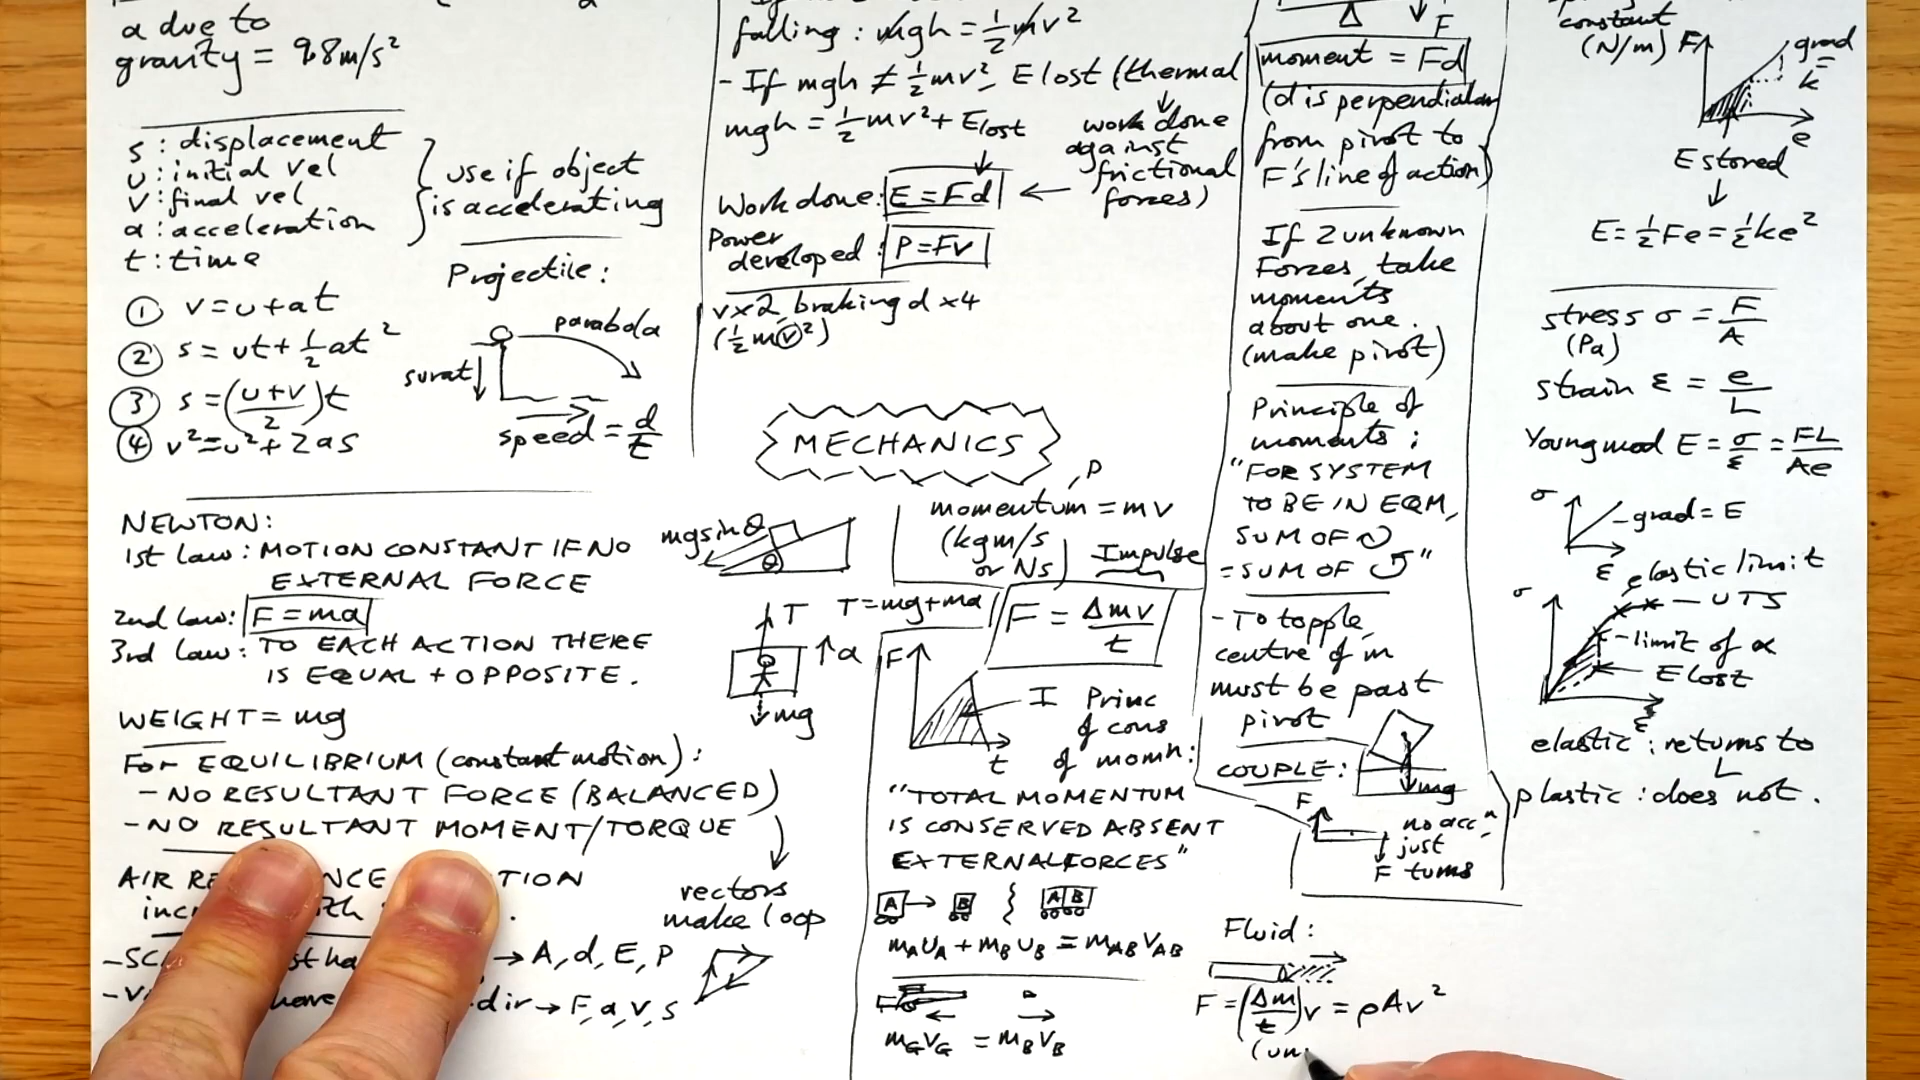 a due to
gravity = 9.8m/s²
s : displacement
u : initial vel
v : final vel
a : acceleration
t : time
use if object
is accelerating
① v = u + at
② s = ut + ½at²
③ s = (u+v/2)t
④ v² = u² + 2as
Projectile :
parabola
surat ↓
speed = d/t
NEWTON:
1st Law : MOTION CONSTANT IF NO
EXTERNAL FORCE
2nd Law : F = ma
3rd Law : TO EACH ACTION THERE
IS EQUAL + OPPOSITE.
WEIGHT = mg
For EQUILIBRIUM (constant motion) :
- NO RESULTANT FORCE (BALANCED)
- NO RESULTANT MOMENT/TORQUE
AIR
→ A, d, E, P
dir → F, a, v, s
vectors
make loop
falling : mgh = ½mv²
- If mgh ≠ ½mv², E lost (thermal
mgh = ½mv² + Elost
work done
against
frictional
forces)
Work done : E = Fd ←
Power
developed : P = Fv
v×2, braking d ×4
(½mv²)
MECHANICS
mgsinθ
θ
T
T = mg + ma
↑ a
mg
momentum = mv
, P
(kgm/s
or Ns)
Impulse
F = Δmv/t
F
t
I
Princ
of cons
of momⁿ :
"TOTAL MOMENTUM
IS CONSERVED ABSENT
EXTERNAL FORCES"
A → B
A B
mAuA + mBuB = mABvAB
mGvG = mBvB
Δ
F
moment = Fd
(d is perpendicular
from pivot to
F's line of action)
If 2 unknown
Forces, take
moments
about one.
(make pivot)
Principle of
moments :
"FOR SYSTEM
TO BE IN EQM,
SUM OF ↻
= SUM OF ↺"
- To topple,
centre of m
must be past
pivot
mg
COUPLE :
F
F
no accⁿ,
just
turns
Fluid :
F = (Δm/t)v = ρAv²
constant
(N/m)
F
e
grad
=
k
E stored
↓
E = ½Fe = ½ke²
stress σ = F/A
(Pa)
strain ε = e/L
Young mod E = σ/ε = FL/Ae
σ
ε
- grad = E
elastic limit
σ
ε
- UTS
- limit of ∝
E lost
elastic : returns to
L
plastic : does not .